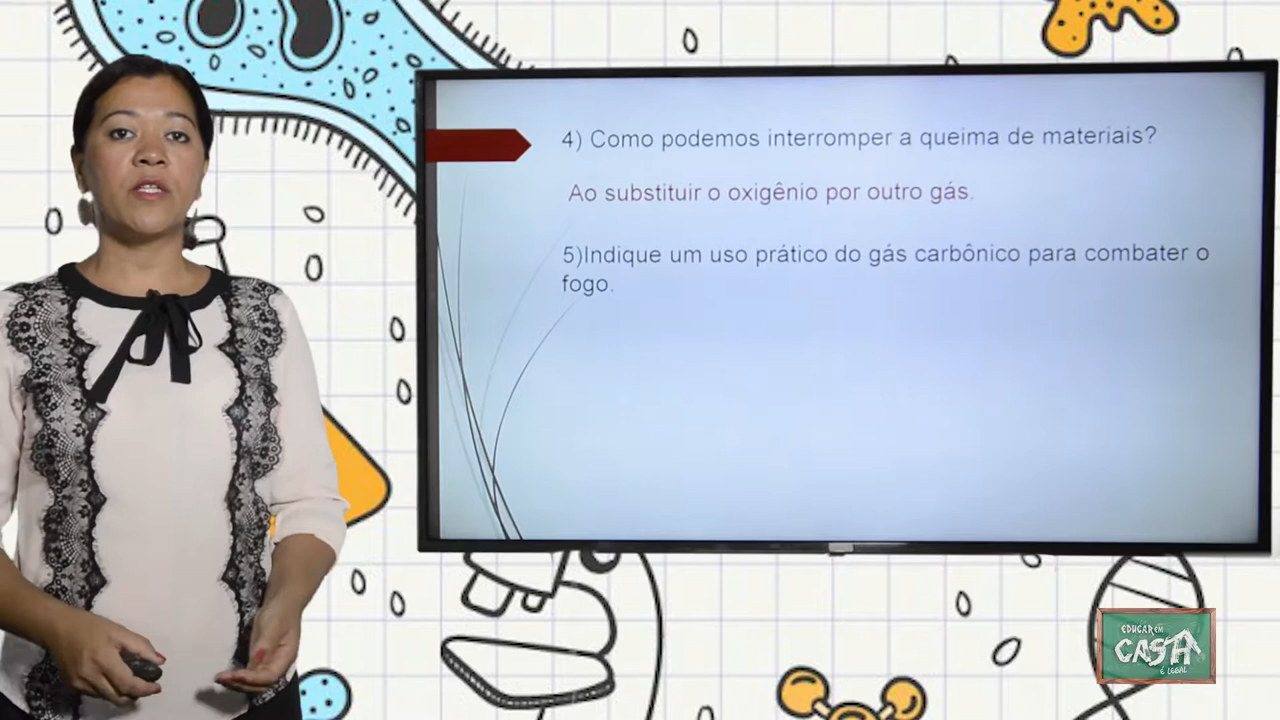 4) Como podemos interromper a queima de materiais?
Ao substituir o oxigênio por outro gás.
5)Indique um uso prático do gás carbônico para combater o
fogo.
EDUCAR EM
CASA
É LEGAL